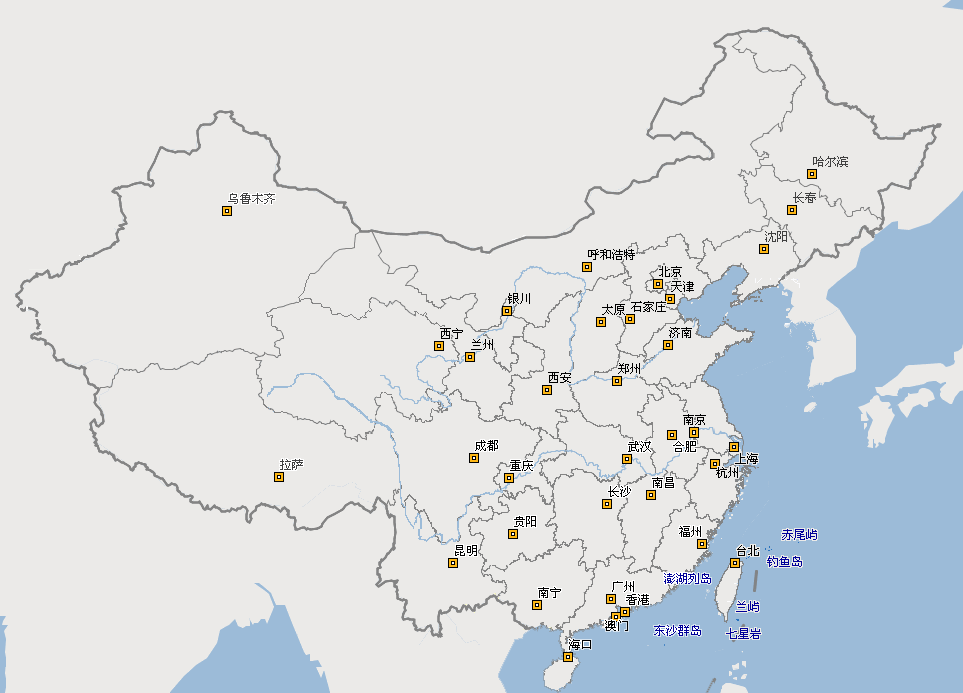 哈尔滨
乌鲁木齐
长春
沈阳
呼和浩特
北京
天津
银川
太原
石家庄
西宁
兰州
济南
郑州
西安
南京
成都
武汉
合肥
上海
拉萨
重庆
杭州
长沙
南昌
贵阳
福州
赤尾屿
昆明
台北
钓鱼岛
澎湖列岛
南宁
广州
香港
兰屿
澳门
东沙群岛
七星岩
海口